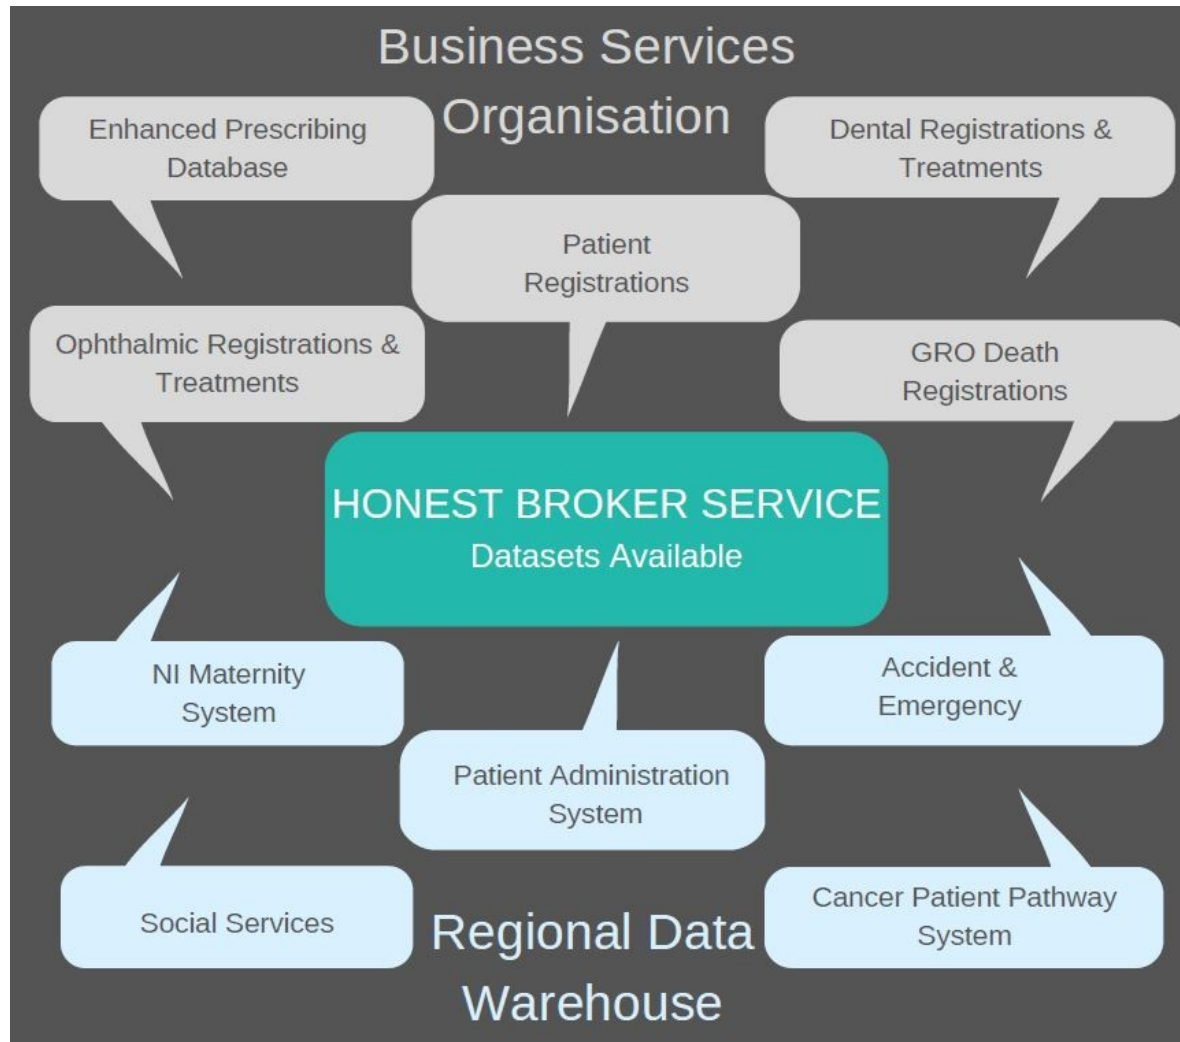 Business Services
Organisation
Enhanced Prescribing
Database
Dental Registrations &
Treatments
Patient
Registrations
Ophthalmic Registrations &
Treatments
GRO Death
Registrations
HONEST BROKER SERVICE
Datasets Available
NI Maternity
System
Accident &
Emergency
Patient Administration
System
Social Services
Cancer Patient Pathway
System
Regional Data
Warehouse